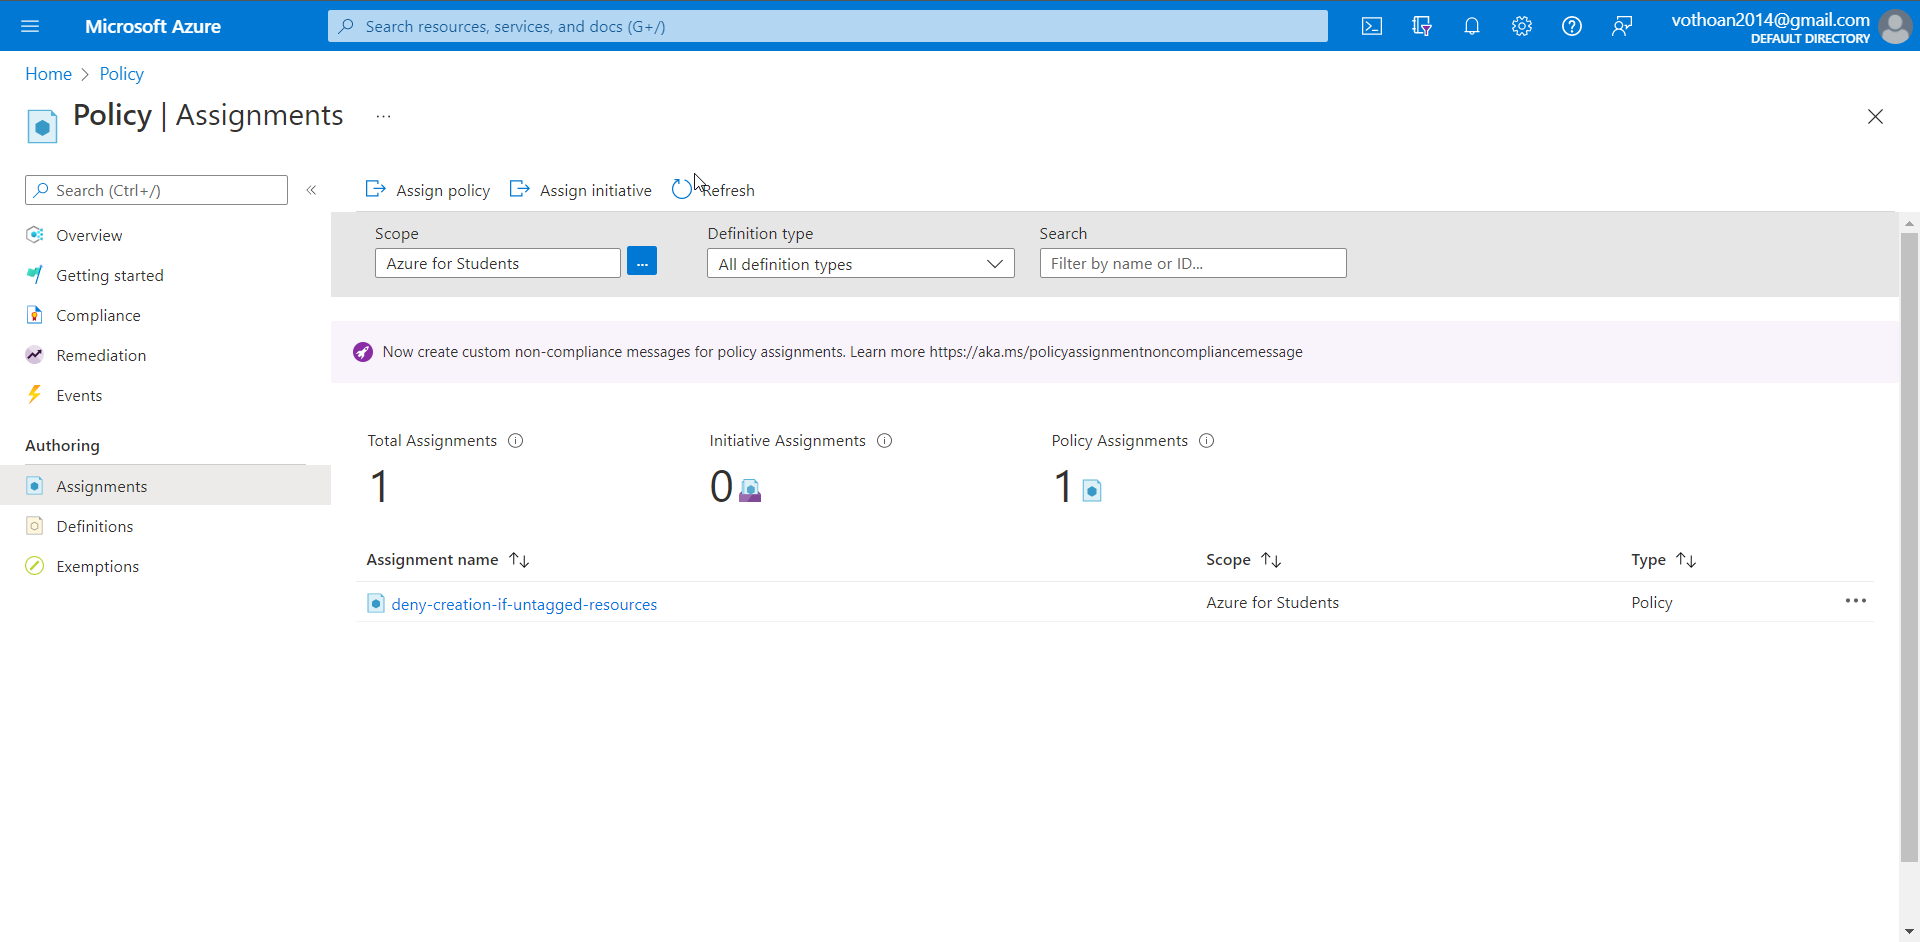 Microsoft Azure
Search resources, services, and docs (G+/)
vothoan2014@gmail.com
DEFAULT DIRECTORY
Home > Policy
Policy | Assignments ...
Search (Ctrl+/)
«
Overview
Getting started
Compliance
Remediation
Events
Authoring
Assignments
Definitions
Exemptions
Assign policy Assign initiative Refresh
Scope Definition type Search
Azure for Students ... All definition types Filter by name or ID...
Now create custom non-compliance messages for policy assignments. Learn more https://aka.ms/policyassignmentnoncompliancemessage
Total Assignments Initiative Assignments Policy Assignments
1 0 1
Assignment name Scope Type
deny-creation-if-untagged-resources Azure for Students Policy ...